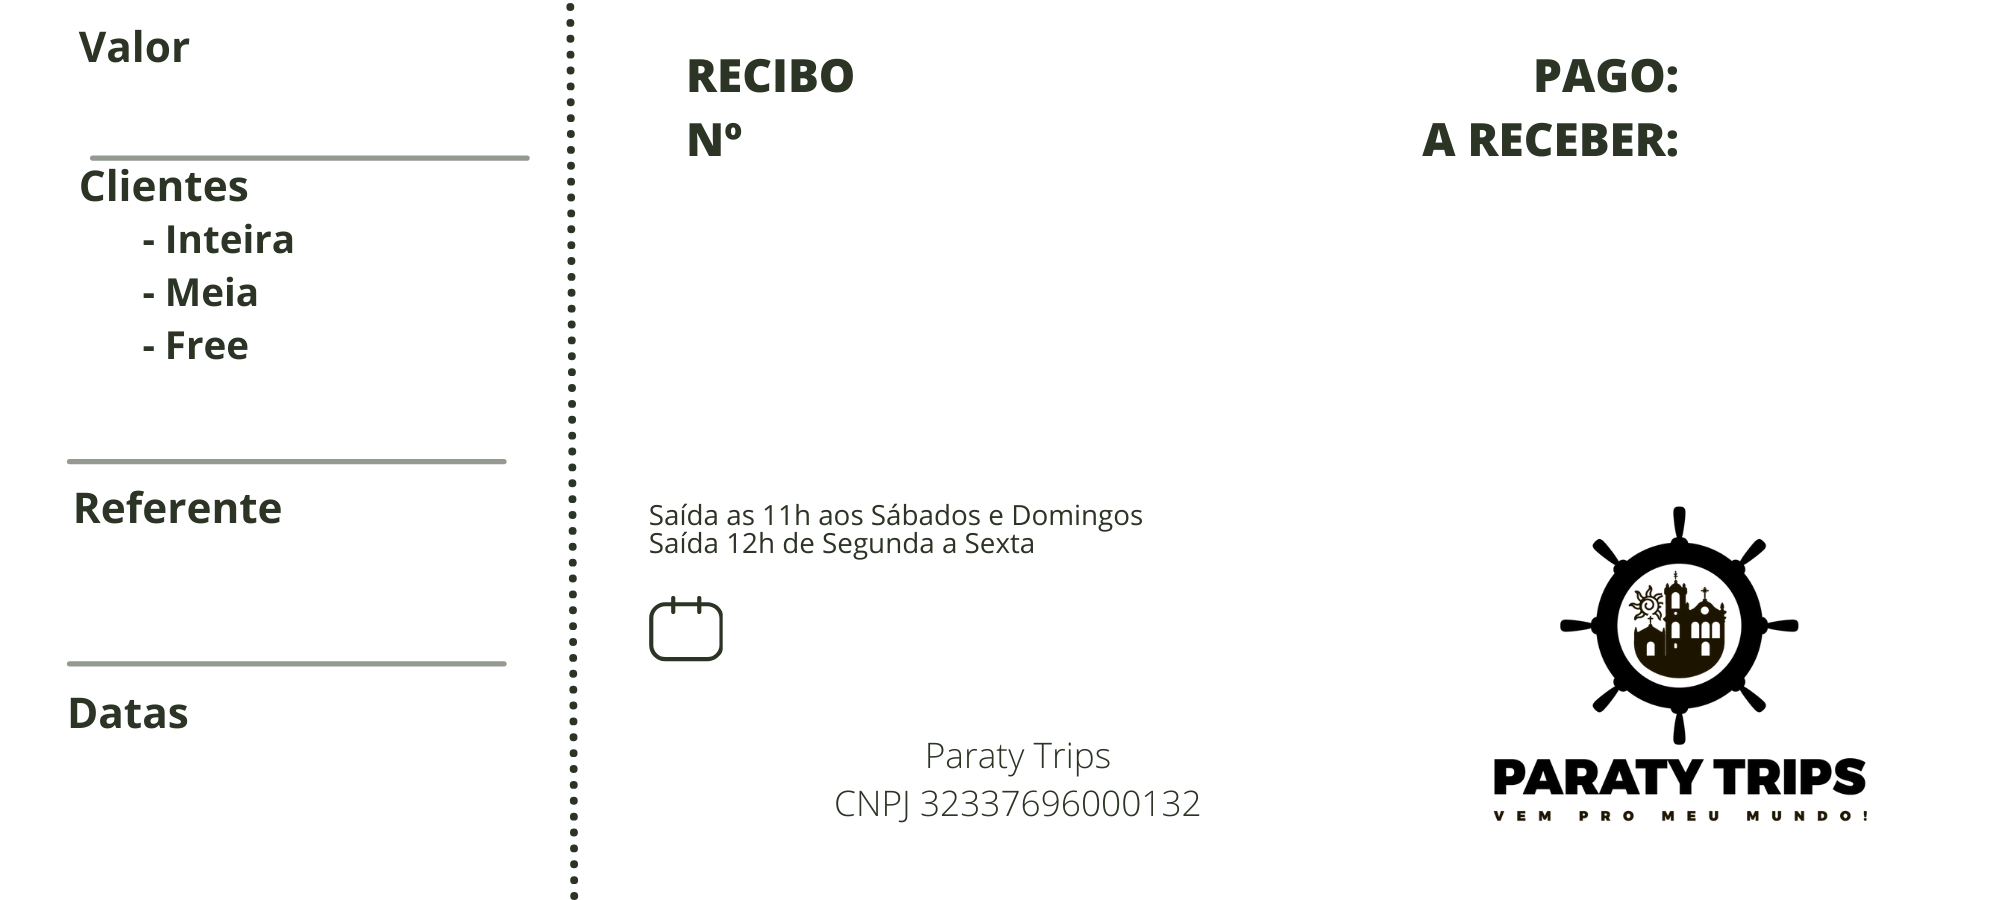 Valor
Clientes
- Inteira
- Meia
- Free
Referente
Datas
RECIBO
Nº
PAGO:
A RECEBER:
Saída as 11h aos Sábados e Domingos
Saída 12h de Segunda a Sexta
Paraty Trips
CNPJ 32337696000132
PARATY TRIPS
VEM PRO MEU MUNDO!